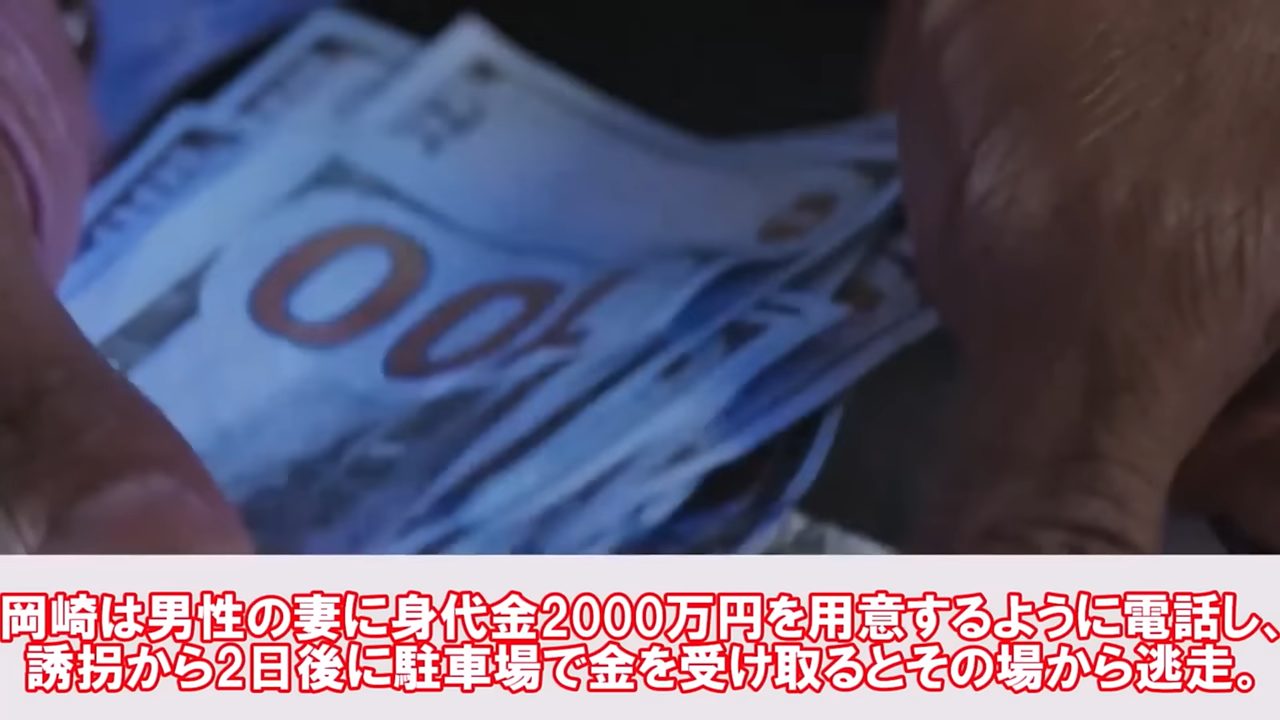 00
岡崎は男性の妻に身代金2000万円を用意するように電話し、
誘拐から2日後に駐車場で金を受け取るとその場から逃走。